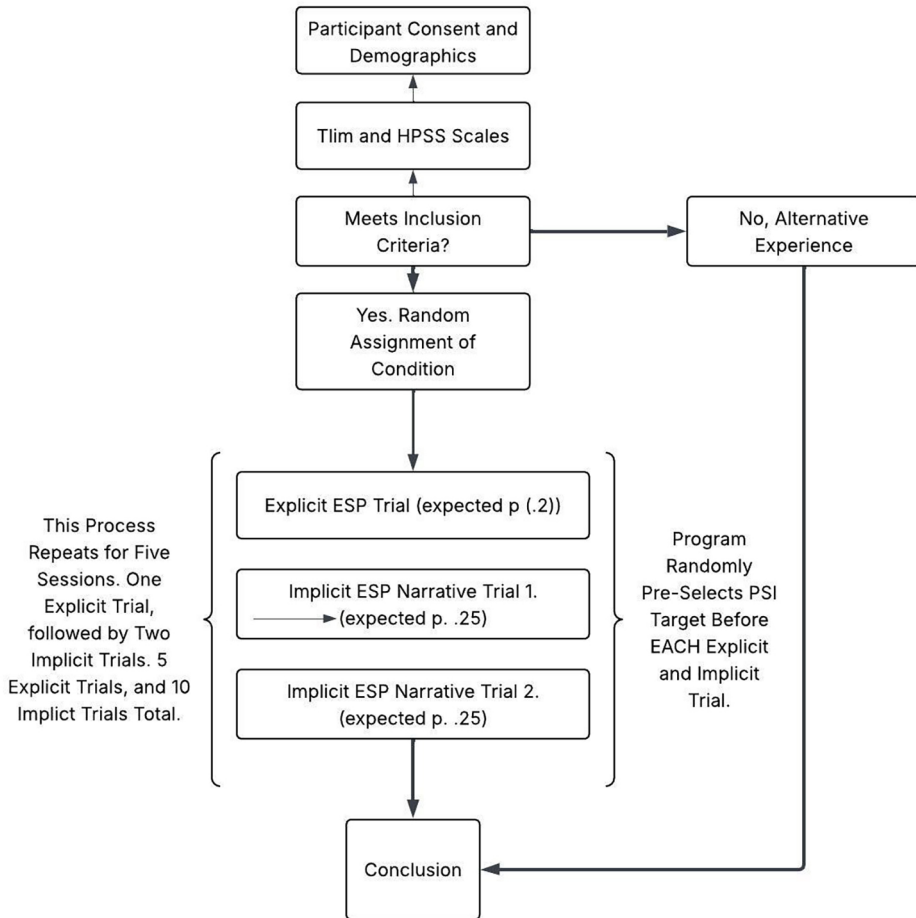 Participant Consent and
Demographics
Tlim and HPSS Scales
Meets Inclusion
Criteria?
No, Alternative
Experience
Yes. Random
Assignment of
Condition
This Process
Repeats for Five
Sessions. One
Explicit Trial,
followed by Two
Implicit Trials. 5
Explicit Trials, and 10
Implict Trials Total.
Explicit ESP Trial (expected p (.2))
Implicit ESP Narrative Trial 1.
(expected p. .25)
Implicit ESP Narrative Trial 2.
(expected p. .25)
Program
Randomly
Pre-Selects PSI
Target Before
EACH Explicit
and Implicit
Trial.
Conclusion